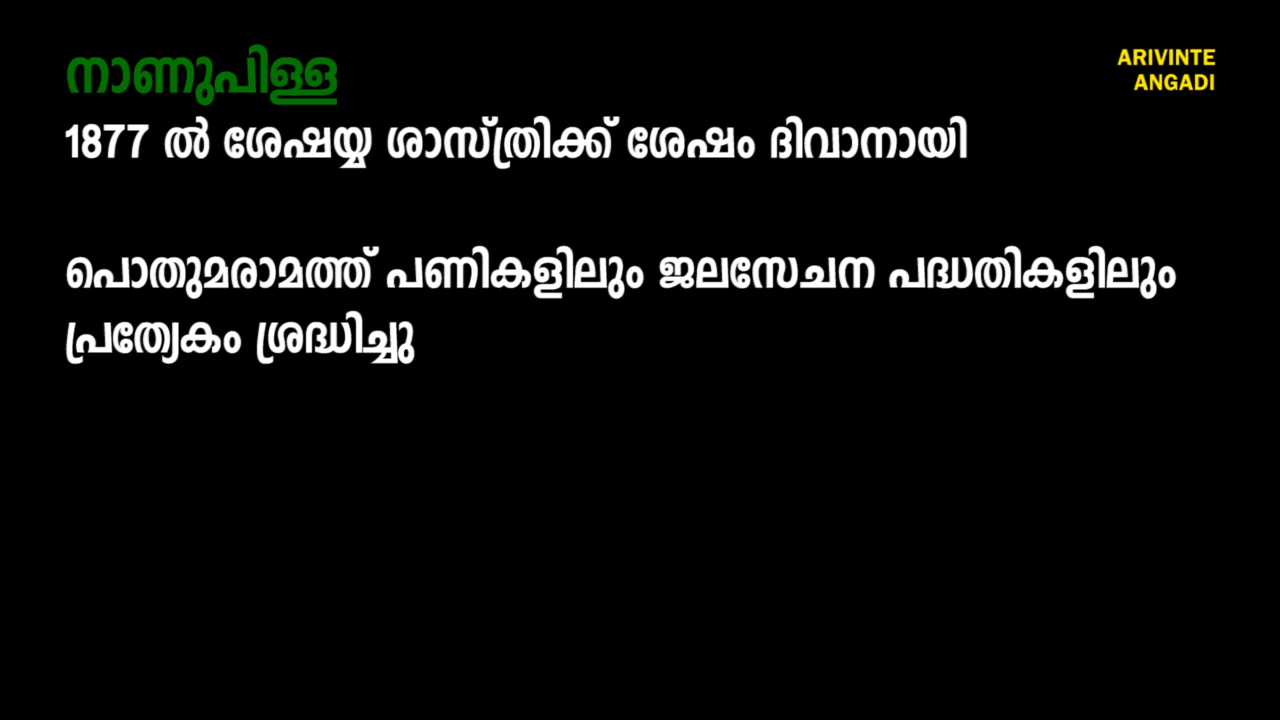 നാണുപിള്ള
ARIVINTE
ANGADI
1877 ൽ ശേഷയ്യ ശാസ്ത്രിക്ക് ശേഷം ദിവാനായി
പൊതുമരാമത്ത് പണികളിലും ജലസേചന പദ്ധതികളിലും
പ്രത്യേകം ശ്രദ്ധിച്ചു